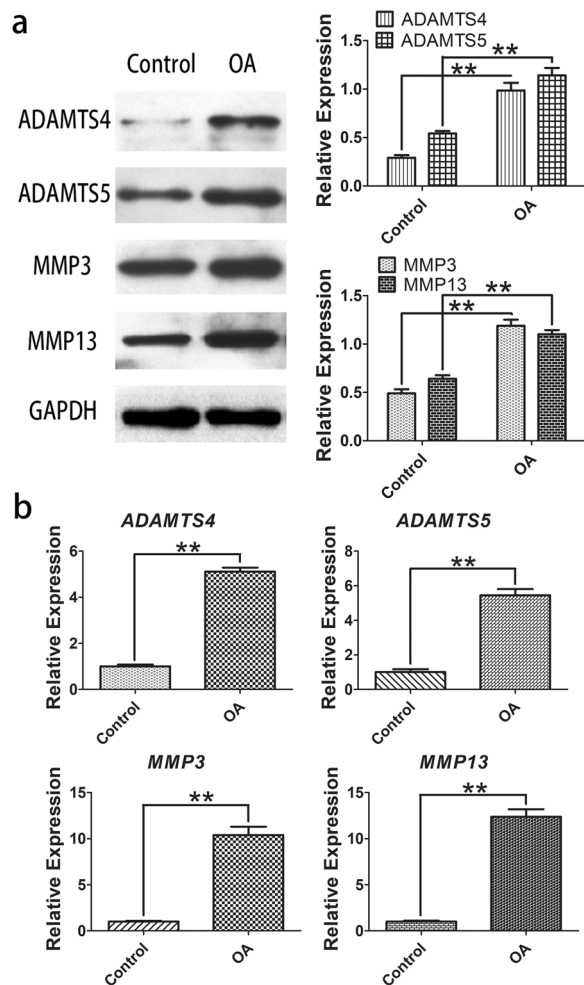 a
Control OA
ADAMTS4
ADAMTS5
MMP3
MMP13
GAPDH
ADAMTS4
ADAMTS5
Relative Expression
1.5
1.0
0.5
0.0
**
**
Control
OA
MMP3
MMP13
Relative Expression
1.5
1.0
0.5
0.0
**
**
Control
OA
b
ADAMTS4
Relative Expression
6
4
2
0
**
Control
OA
ADAMTS5
Relative Expression
8
6
4
2
0
**
Control
OA
MMP3
Relative Expression
15
10
5
0
**
Control
OA
MMP13
Relative Expression
15
10
5
0
**
Control
OA